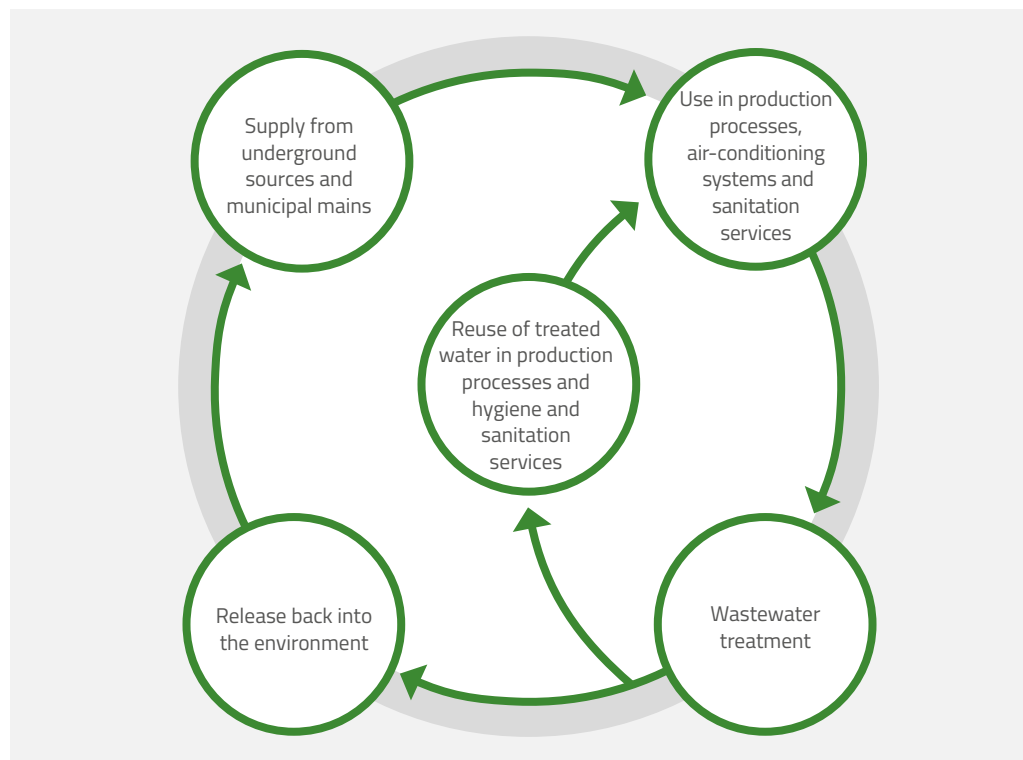 Supply from
underground
sources and
municipal mains
Use in production
processes,
air-conditioning
systems and
sanitation
services
Reuse of treated
water in production
processes and
hygiene and
sanitation
services
Release back into
the environment
Wastewater
treatment